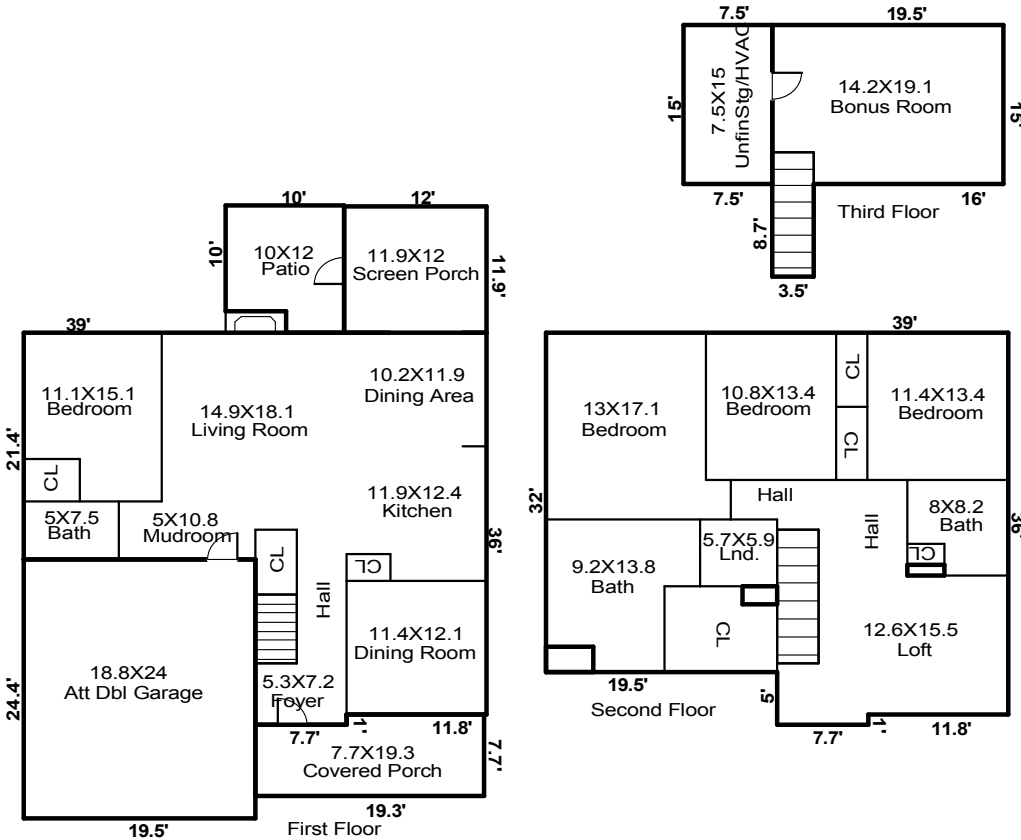 7.5'
19.5'
15'
7.5X15
UnfinStg/HVAC
14.2X19.1
Bonus Room
15'
7.5'
16'
Third Floor
8.7'
3.5'
10'
12'
10'
10X12
Patio
11.9X12
Screen Porch
11.9'
39'
11.1X15.1
Bedroom
14.9X18.1
Living Room
10.2X11.9
Dining Area
21.4'
CL
11.9X12.4
Kitchen
5X7.5
Bath
5X10.8
Mudroom
36'
CL
CL
Hall
11.4X12.1
Dining Room
18.8X24
Att Dbl Garage
24.4'
5.3X7.2
Foyer
7.7'
1'
11.8'
7.7'
7.7X19.3
Covered Porch
19.5'
19.3'
First Floor
39'
13X17.1
Bedroom
10.8X13.4
Bedroom
CL
CL
11.4X13.4
Bedroom
32'
Hall
Hall
8X8.2
Bath
36'
CL
5.7X5.9
Lnd.
9.2X13.8
Bath
CL
12.6X15.5
Loft
19.5'
5'
Second Floor
7.7'
1'
11.8'